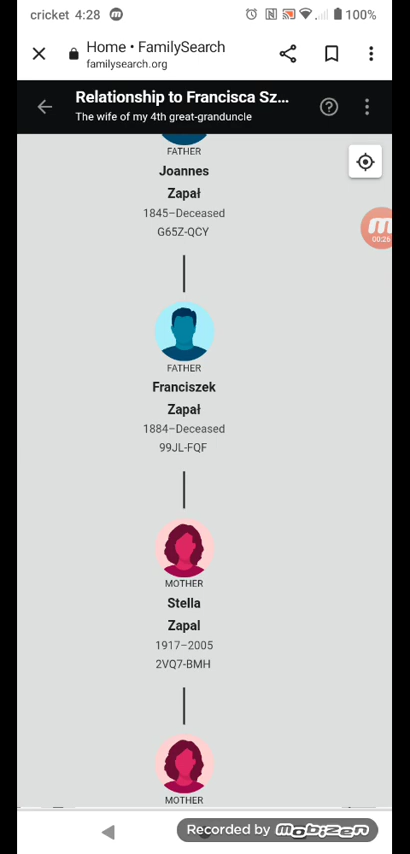 cricket 4:28 m 100%
Home • FamilySearch
familysearch.org
Relationship to Francisca Sz...
The wife of my 4th great-granduncle
FATHER
Joannes
Zapał
1845–Deceased
G65Z-QCY
00:26
FATHER
Franciszek
Zapał
1884–Deceased
99JL-FQF
MOTHER
Stella
Zapal
1917–2005
2VQ7-BMH
MOTHER
Recorded by mobizen